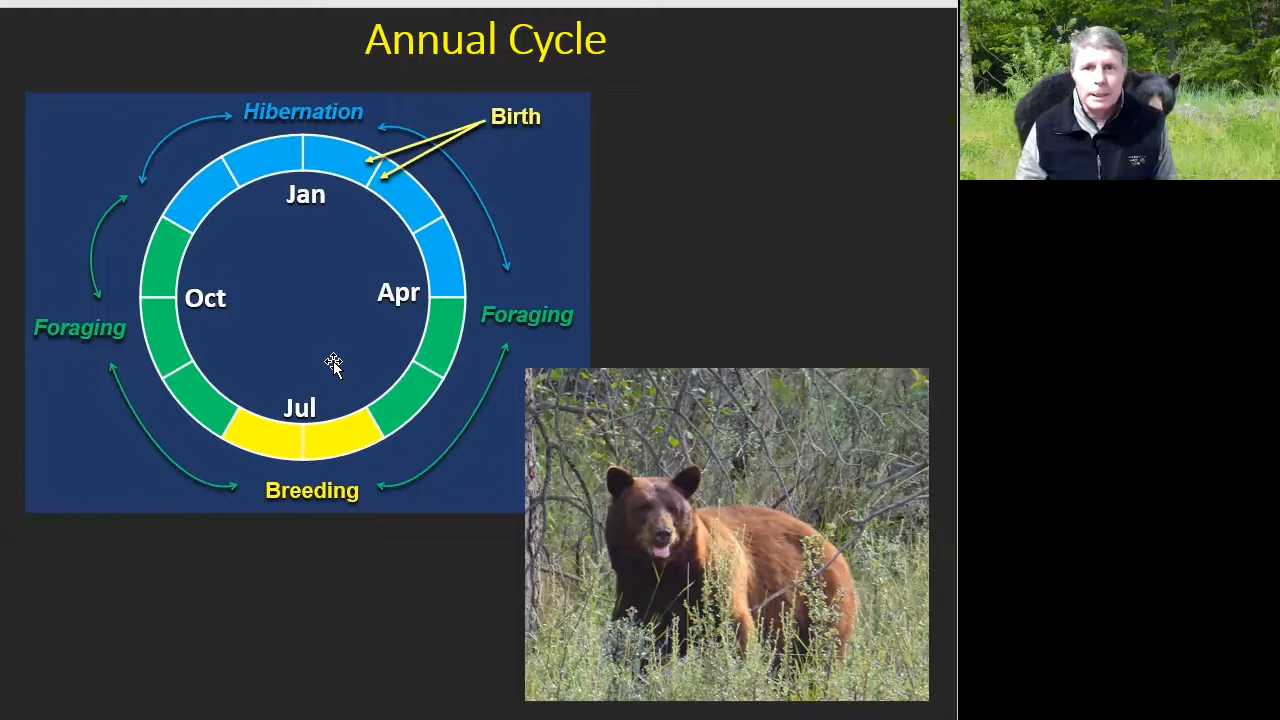 Annual Cycle
Hibernation
Birth
Jan
Oct
Apr
Foraging
Foraging
Jul
Breeding